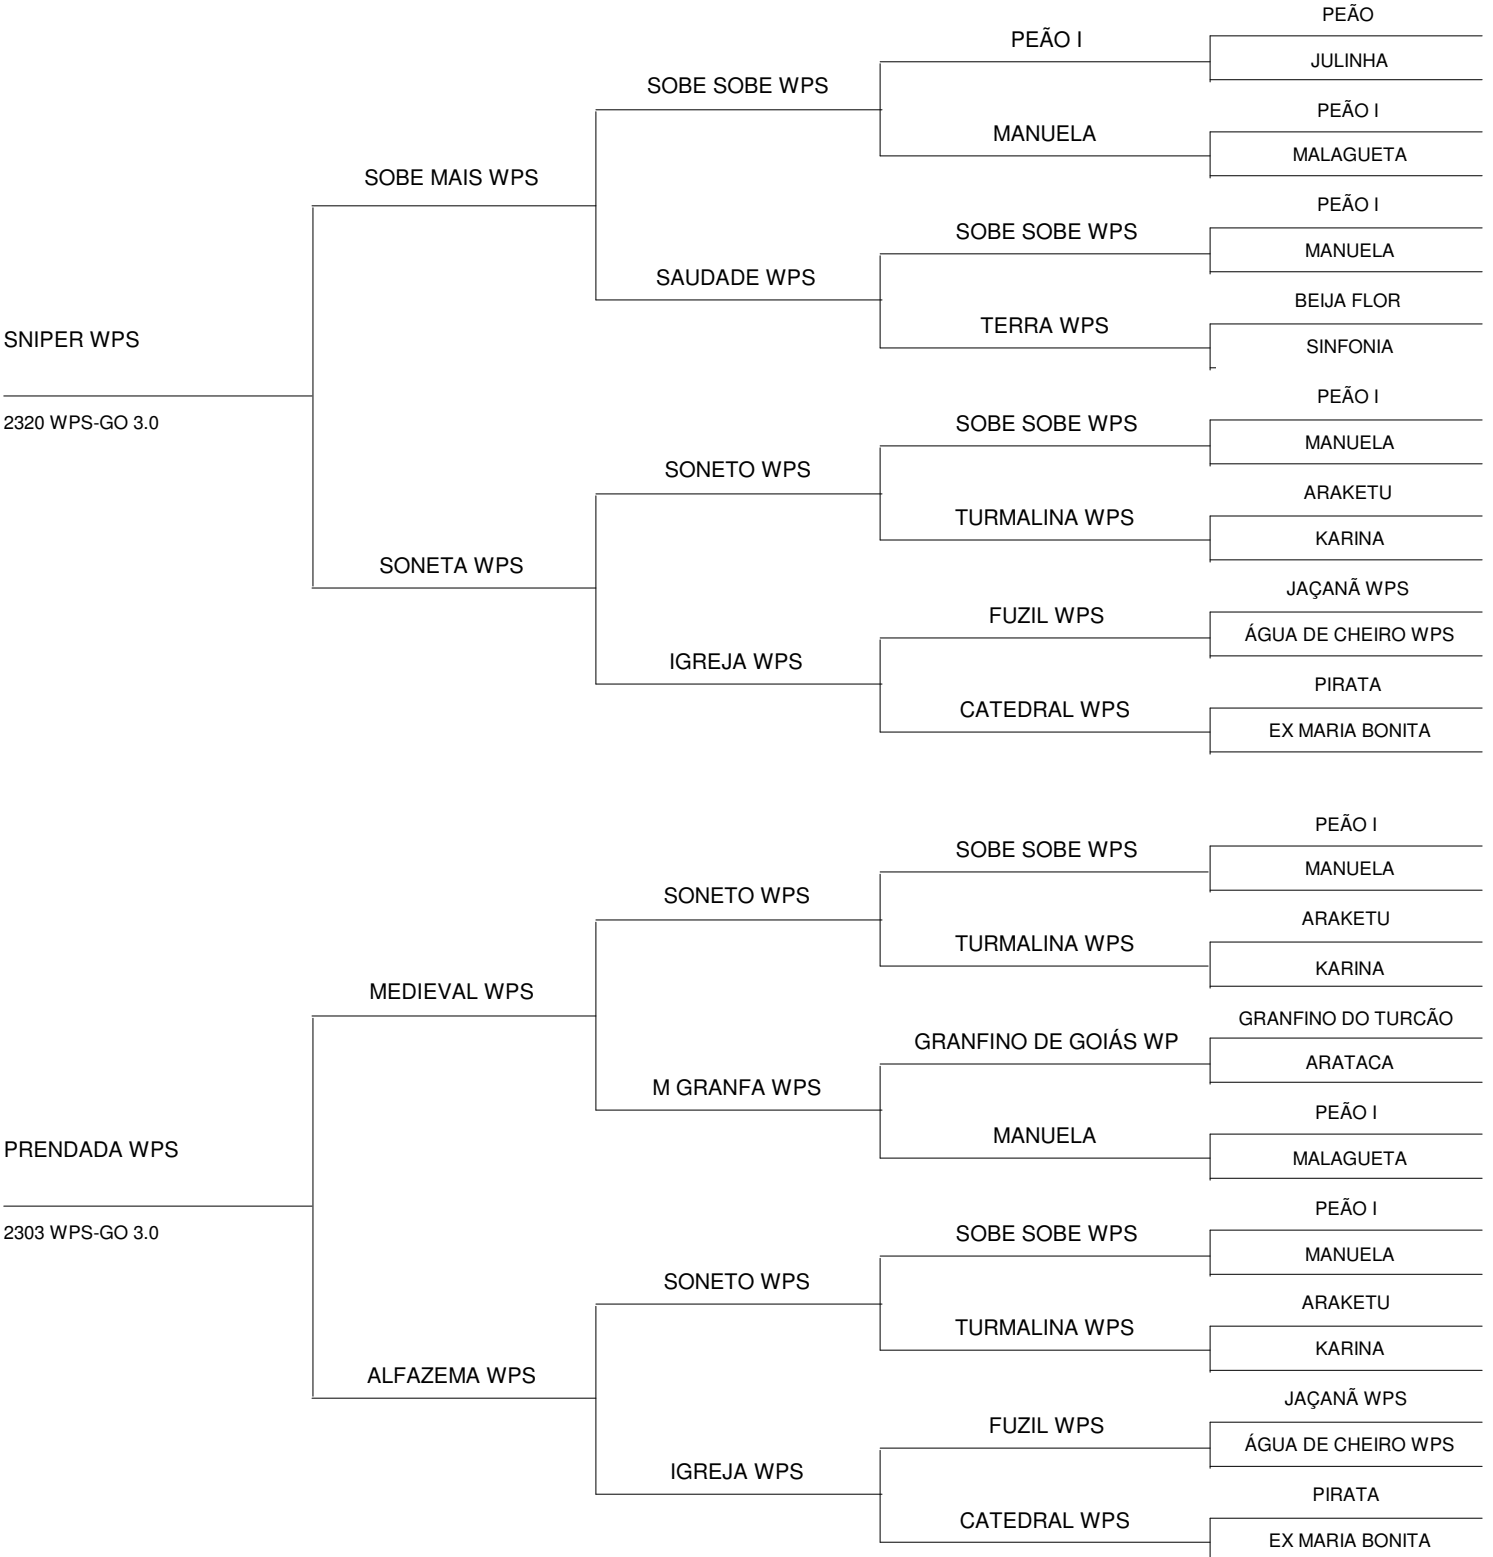 PEÃO
PEÃO I
JULINHA
SOBE SOBE WPS
PEÃO I
MANUELA
MALAGUETA
SOBE MAIS WPS
PEÃO I
SOBE SOBE WPS
MANUELA
SAUDADE WPS
BEIJA FLOR
TERRA WPS
SINFONIA
SNIPER WPS
2320 WPS-GO 3.0
PEÃO I
SOBE SOBE WPS
MANUELA
SONETO WPS
ARAKETU
TURMALINA WPS
KARINA
SONETA WPS
JAÇANÃ WPS
FUZIL WPS
ÁGUA DE CHEIRO WPS
IGREJA WPS
PIRATA
CATEDRAL WPS
EX MARIA BONITA
PEÃO I
SOBE SOBE WPS
MANUELA
SONETO WPS
ARAKETU
TURMALINA WPS
KARINA
MEDIEVAL WPS
GRANFINO DO TURCÃO
GRANFINO DE GOIÁS WP
ARATACA
M GRANFA WPS
PEÃO I
MANUELA
MALAGUETA
PRENDADA WPS
2303 WPS-GO 3.0
PEÃO I
SOBE SOBE WPS
MANUELA
SONETO WPS
ARAKETU
TURMALINA WPS
KARINA
ALFAZEMA WPS
JAÇANÃ WPS
FUZIL WPS
ÁGUA DE CHEIRO WPS
IGREJA WPS
PIRATA
CATEDRAL WPS
EX MARIA BONITA